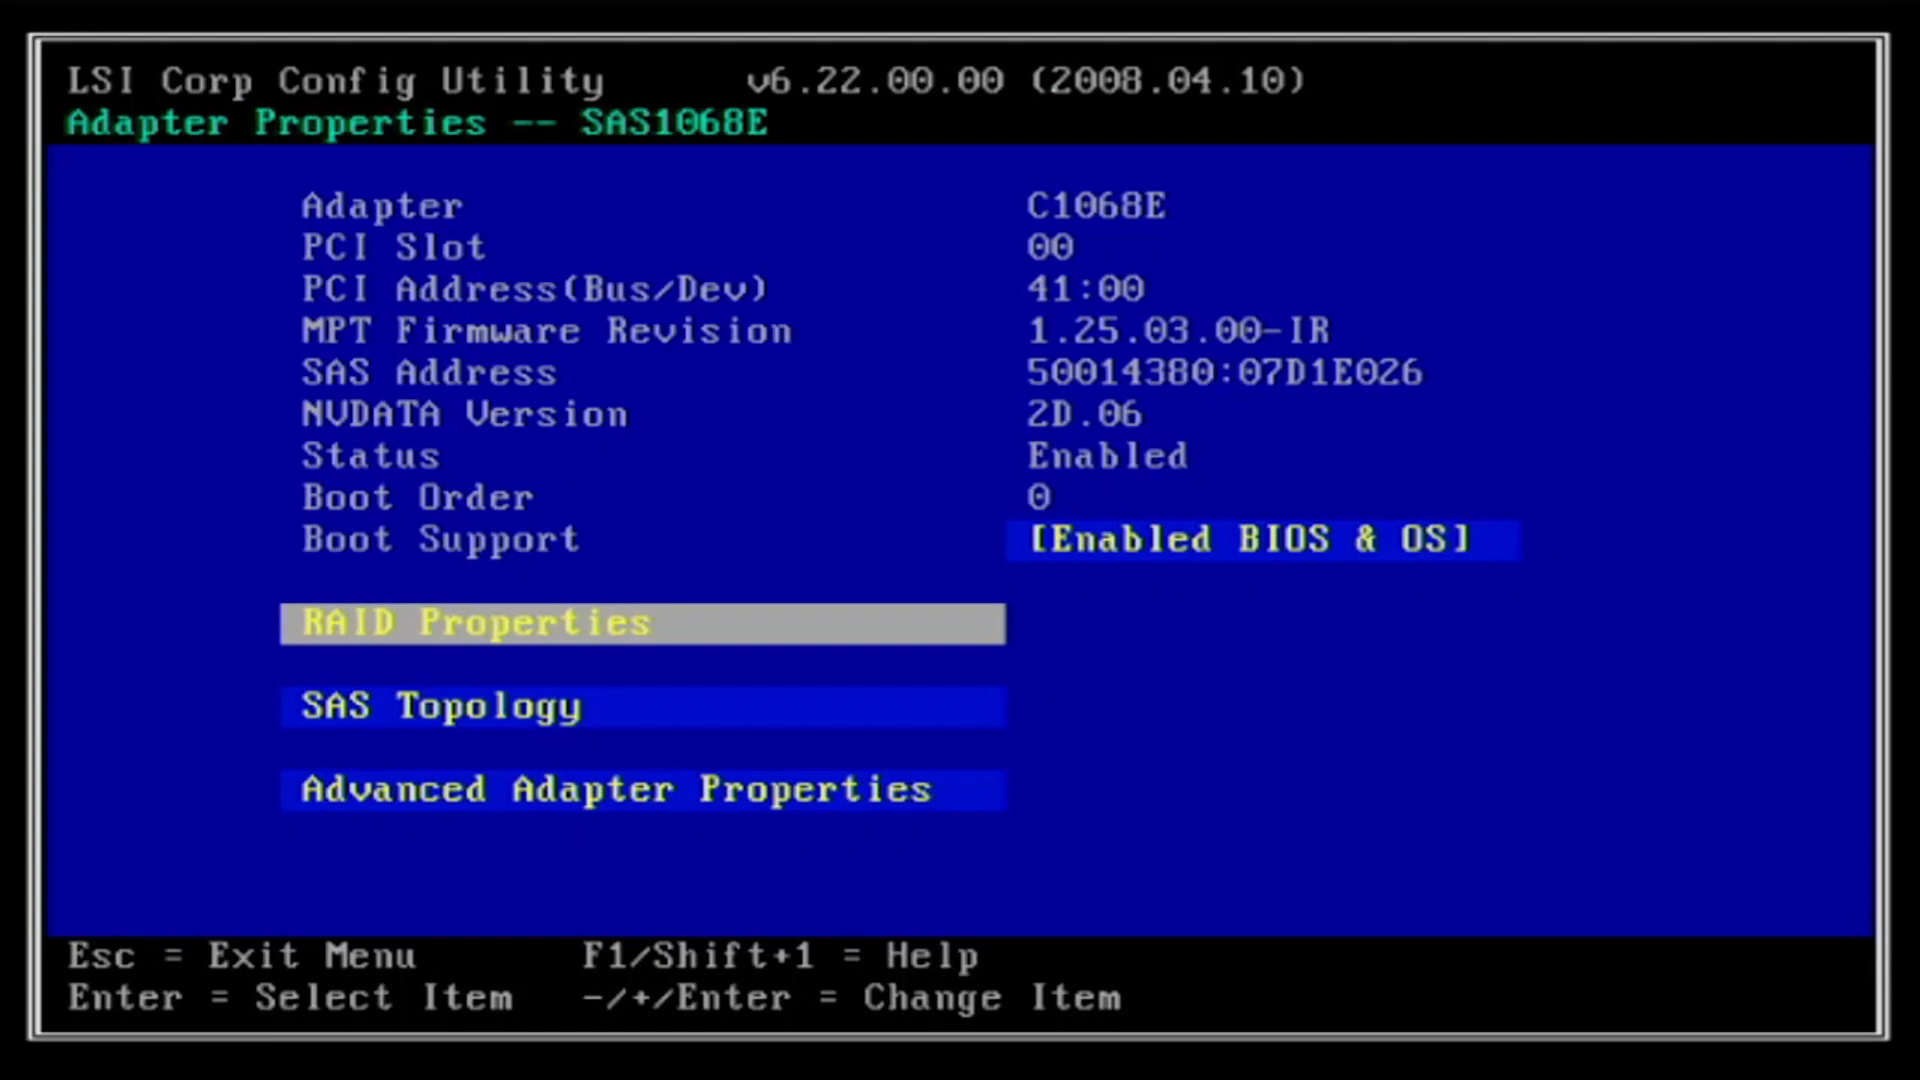 LSI Corp Config Utility v6.22.00.00 (2008.04.10)
Adapter Properties -- SAS1068E
Adapter C1068E
PCI Slot 00
PCI Address(Bus/Dev) 41:00
MPT Firmware Revision 1.25.03.00-IR
SAS Address 50014380:07D1E026
NVDATA Version 2D.06
Status Enabled
Boot Order 0
Boot Support [Enabled BIOS & OS]
RAID Properties
SAS Topology
Advanced Adapter Properties
Esc = Exit Menu F1/Shift+1 = Help
Enter = Select Item -/+/Enter = Change Item